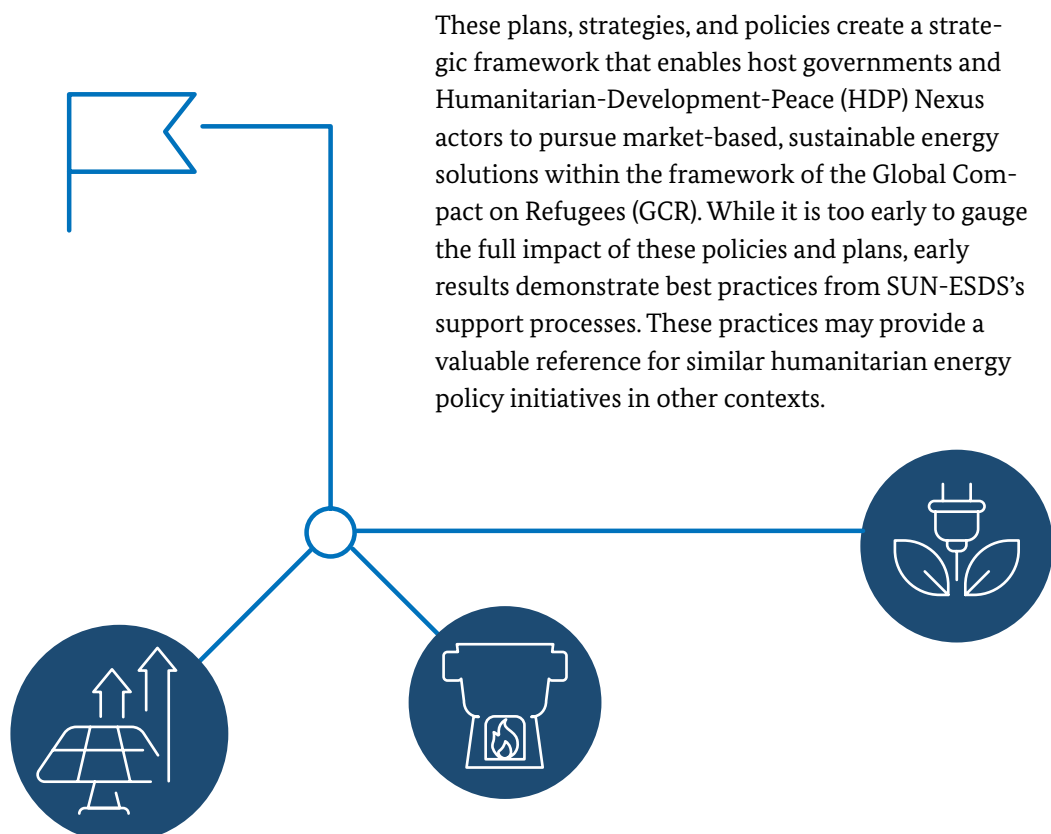 These plans, strategies, and policies create a strate-
gic framework that enables host governments and
Humanitarian-Development-Peace (HDP) Nexus
actors to pursue market-based, sustainable energy
solutions within the framework of the Global Com-
pact on Refugees (GCR). While it is too early to gauge
the full impact of these policies and plans, early
results demonstrate best practices from SUN-ESDS’s
support processes. These practices may provide a
valuable reference for similar humanitarian energy
policy initiatives in other contexts.